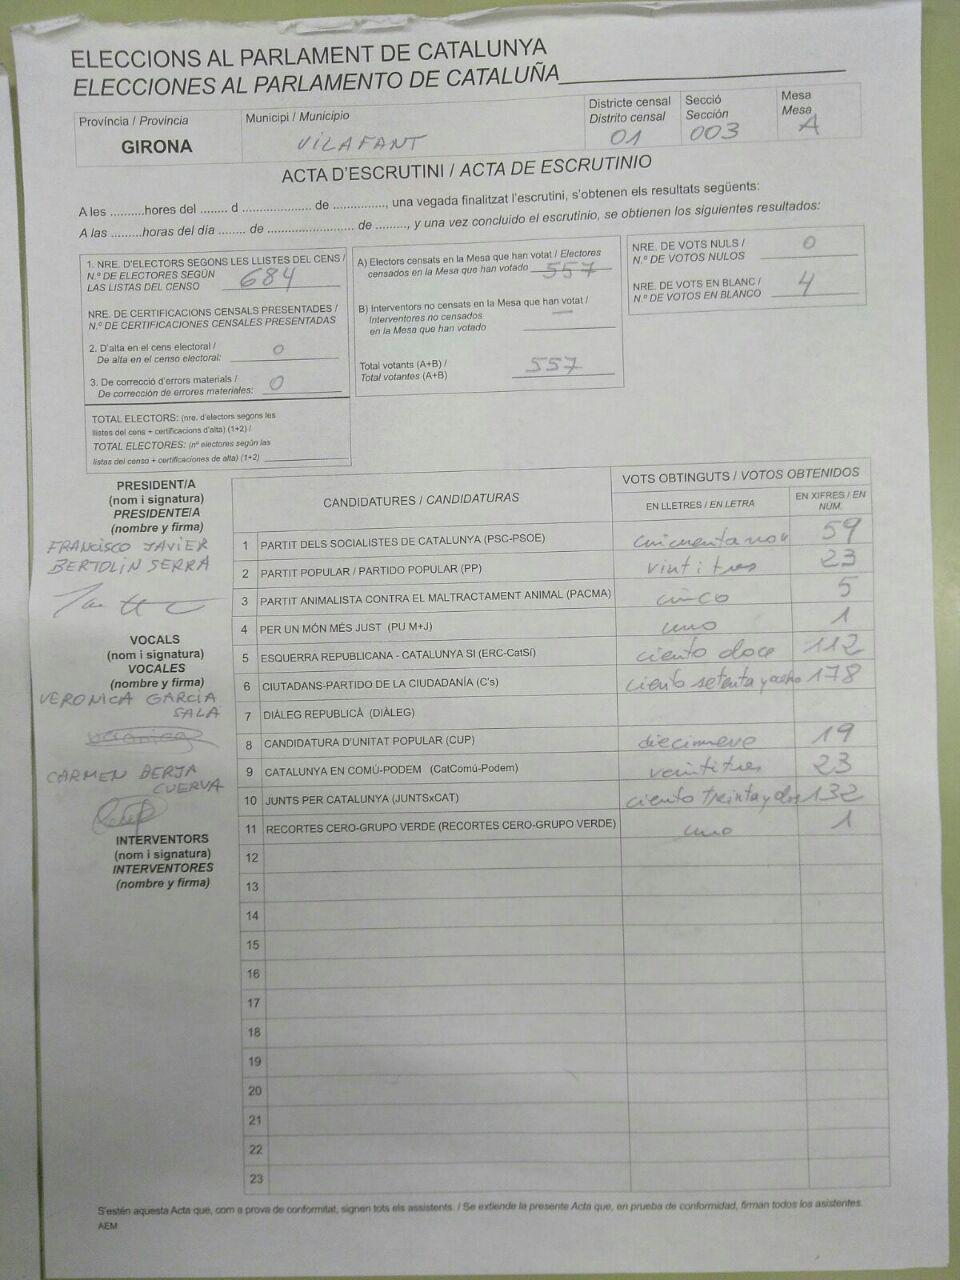 ELECCIONS AL PARLAMENT DE CATALUNYA
ELECCIONES AL PARLAMENTO DE CATALUÑA
Província / Provincia
GIRONA
Municipi / Municipio
VILAFANT
Districte censal
Distrito censal
01
Secció
Sección
003
Mesa
Mesa
A
ACTA D'ESCRUTINI / ACTA DE ESCRUTINIO
A les ..........hores del ........ d ..................... de ..............., una vegada finalitzat l'escrutini, s'obtenen els resultats següents:
A las .........horas del día ....... de ......................... de ........, y una vez concluido el escrutinio, se obtienen los siguientes resultados:
1. NRE. D'ELECTORS SEGONS LES LLISTES DEL CENS /
N.º DE ELECTORES SEGÚN
LAS LISTAS DEL CENSO 684
NRE. DE CERTIFICACIONS CENSALS PRESENTADES /
N.º DE CERTIFICACIONES CENSALES PRESENTADAS
2. D'alta en el cens electoral /
De alta en el censo electoral: 0
3. De correcció d'errors materials /
De corrección de errores materiales: 0
TOTAL ELECTORS: (nre. d'electors segons les
llistes del cens + certificacions d'alta) (1+2) /
TOTAL ELECTORES: (nº electores según las
listas del censo + certificaciones de alta) (1+2)
A) Electors censats en la Mesa que han votat / Electores
censados en la Mesa que han votado 557
B) Interventors no censats en la Mesa que han votat /
Interventores no censados
en la Mesa que han votado —
Total votants (A+B) /
Total votantes (A+B) 557
NRE. DE VOTS NULS /
N.º DE VOTOS NULOS 0
NRE. DE VOTS EN BLANC /
N.º DE VOTOS EN BLANCO 4
PRESIDENT/A
(nom i signatura)
PRESIDENTE/A
(nombre y firma)
FRANCISCO JAVIER
BERTOLIN SERRA
VOCALS
(nom i signatura)
VOCALES
(nombre y firma)
VERONICA GARCIA
SALA
CARMEN BERJA
CUERVA
INTERVENTORS
(nom i signatura)
INTERVENTORES
(nombre y firma)
CANDIDATURES / CANDIDATURAS
VOTS OBTINGUTS / VOTOS OBTENIDOS
EN LLETRES / EN LETRA
EN XIFRES / EN
NUM.
1 PARTIT DELS SOCIALISTES DE CATALUNYA (PSC-PSOE) 59
2 PARTIT POPULAR / PARTIDO POPULAR (PP) vintitres 23
3 PARTIT ANIMALISTA CONTRA EL MALTRACTAMENT ANIMAL (PACMA) cinco 5
4 PER UN MÓN MÉS JUST (PU M+J) uno 1
5 ESQUERRA REPUBLICANA - CATALUNYA SÍ (ERC-CatSí) ciento doce 112
6 CIUTADANS-PARTIDO DE LA CIUDADANÍA (C's) ciento setenta y ocho 178
7 DIÀLEG REPUBLICÀ (DIÀLEG)
8 CANDIDATURA D'UNITAT POPULAR (CUP) diecinueve 19
9 CATALUNYA EN COMÚ-PODEM (CatComú-Podem) veintitres 23
10 JUNTS PER CATALUNYA (JUNTSxCAT) ciento treinta y dos 132
11 RECORTES CERO-GRUPO VERDE (RECORTES CERO-GRUPO VERDE) uno 1
12
13
14
15
16
17
18
19
20
21
22
23
S'estén aquesta Acta que, com a prova de conformitat, signen tots els assistents. / Se extiende la presente Acta que, en prueba de conformidad, firman todos los asistentes.
AEM